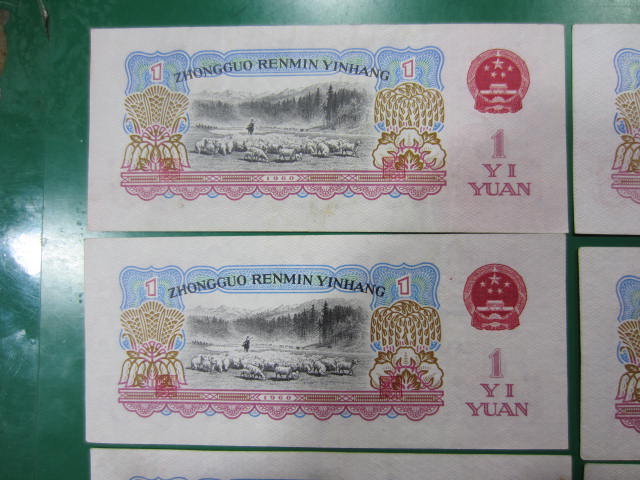 1 ZHONGGUO RENMIN YINHANG 1
1
YI
YUAN
1960
1 ZHONGGUO RENMIN YINHANG 1
1
YI
YUAN
1960